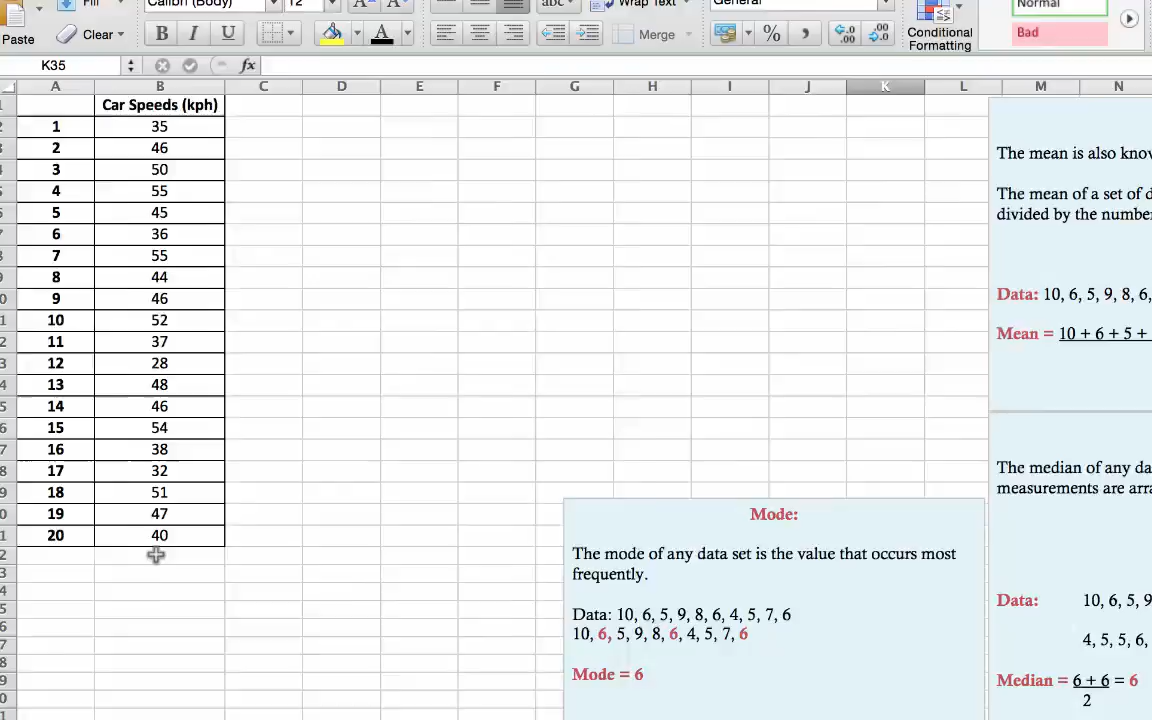 Calibri (Body) 12 abc Wrap Text General Normal
Paste Fill Clear B I U A Merge % Conditional Formatting Bad
K35 fx
A B C D E F G H I J K L M N
Car Speeds (kph)
1 35
2 46
3 50
4 55
5 45
6 36
7 55
8 44
9 46
10 52
11 37
12 28
13 48
14 46
15 54
16 38
17 32
18 51
19 47
20 40
Mode:
The mode of any data set is the value that occurs most
frequently.
Data: 10, 6, 5, 9, 8, 6, 4, 5, 7, 6
10, 6, 5, 9, 8, 6, 4, 5, 7, 6
Mode = 6
The mean is also know
The mean of a set of d
divided by the number
Data: 10, 6, 5, 9, 8, 6,
Mean = 10 + 6 + 5 +
The median of any da
measurements are arra
Data: 10, 6, 5, 9
4, 5, 5, 6,
Median = 6 + 6 = 6
2